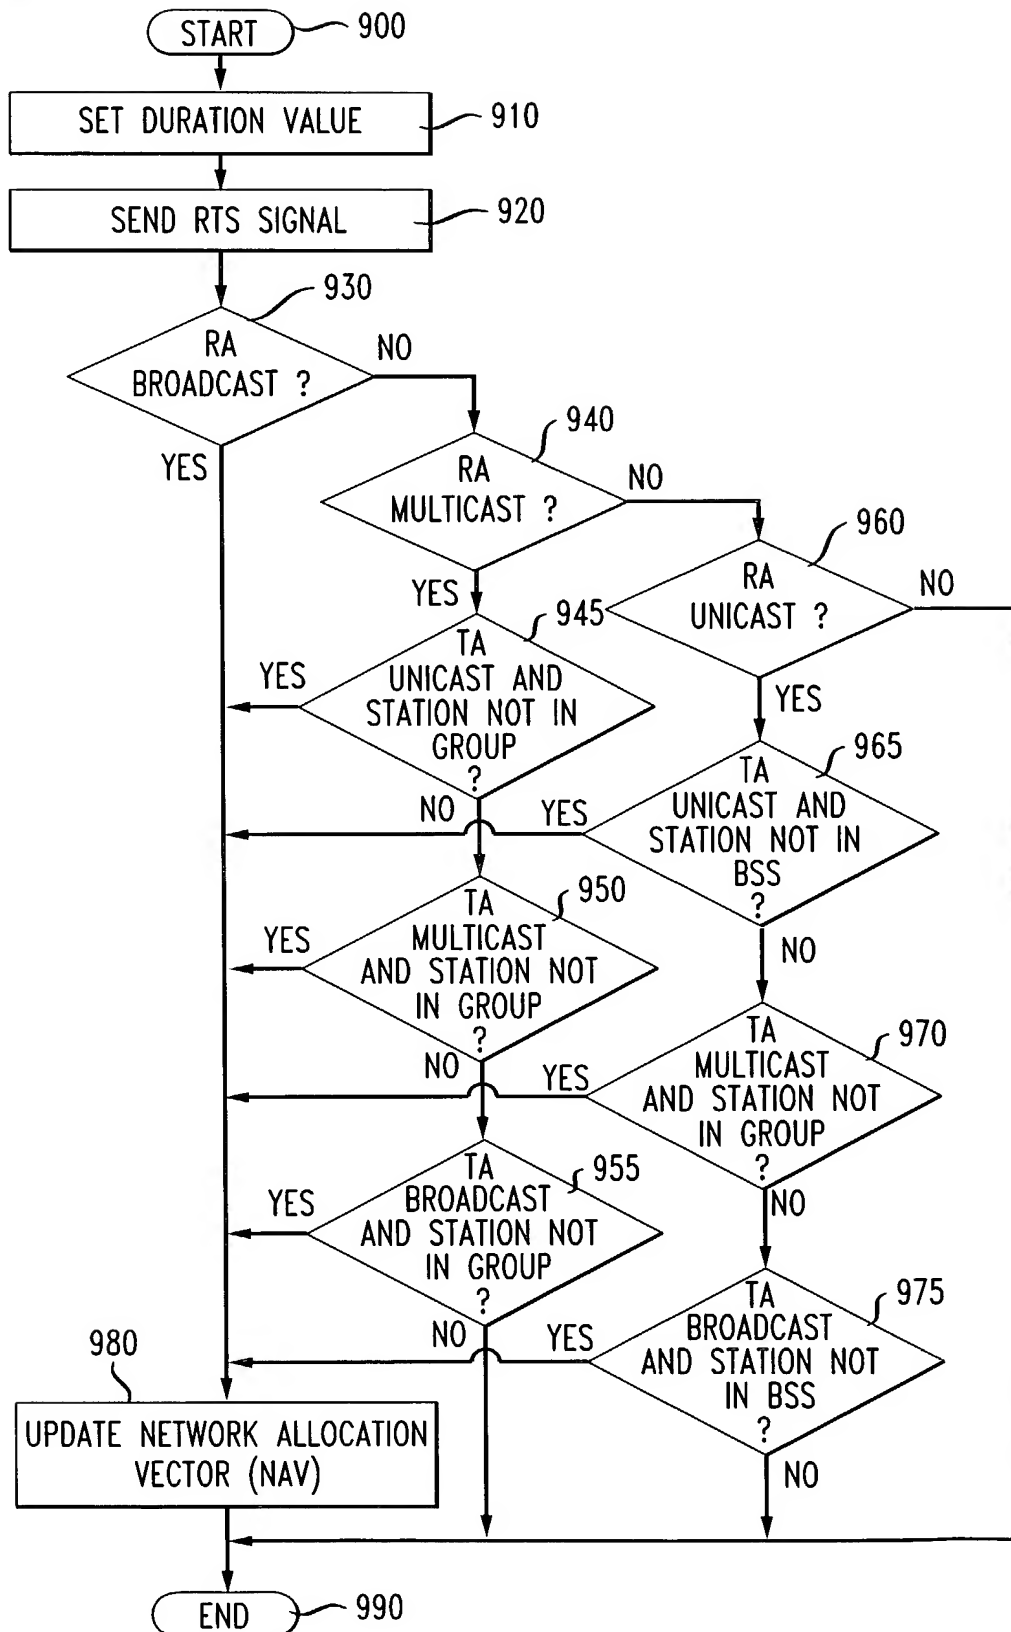 START
900
SET DURATION VALUE
910
SEND RTS SIGNAL
920
930
RA
BROADCAST ?
NO
YES
940
RA
MULTICAST ?
NO
YES
960
RA
UNICAST ?
NO
YES
945
TA
UNICAST AND
STATION NOT IN
GROUP
?
YES
NO
965
TA
UNICAST AND
STATION NOT IN
BSS
?
YES
NO
950
TA
MULTICAST
AND STATION NOT
IN GROUP
?
YES
NO
970
TA
MULTICAST
AND STATION NOT
IN GROUP
?
YES
NO
955
TA
BROADCAST
AND STATION NOT
IN GROUP
?
YES
NO
975
TA
BROADCAST
AND STATION NOT
IN BSS
?
YES
NO
980
UPDATE NETWORK ALLOCATION
VECTOR (NAV)
END
990